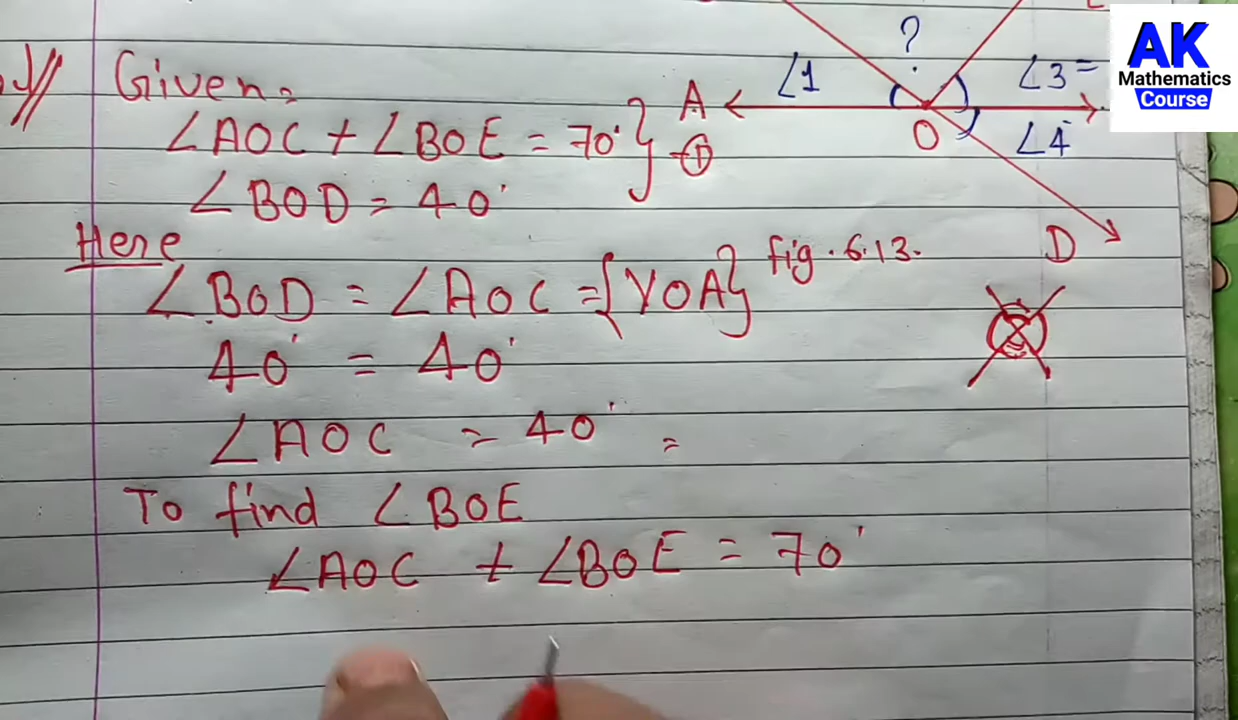 ?
∠1
∠3=
AK
Mathematics
Course
Given=
A
O
∠4
∠AOC + ∠BOE = 70° } -①
∠BOD = 40°
D
Here
fig. 6.13.
∠BOD = ∠AOC = {VOA}
40° = 40°
∠AOC = 40° =
To find ∠BOE
∠AOC + ∠BOE = 70°